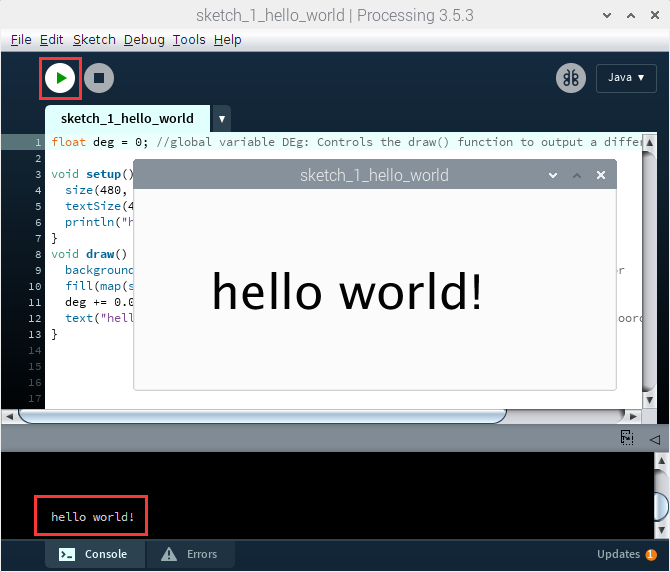 sketch_1_hello_world | Processing 3.5.3
File Edit Sketch Debug Tools Help
Java ▾
sketch_1_hello_world ▼
1 float deg = 0; //global variable DEg: Controls the draw() function to output a differ
2
3 void setup()
sketch_1_hello_world
4 size(480,
5 textSize(4
6 println("h
7 }
8 void draw()
9 background
10 fill(map(s
11 deg += 0.0
12 text("hell
13 }
14
15
16
17
hello world!
hello world!
Console
Errors
Updates 1